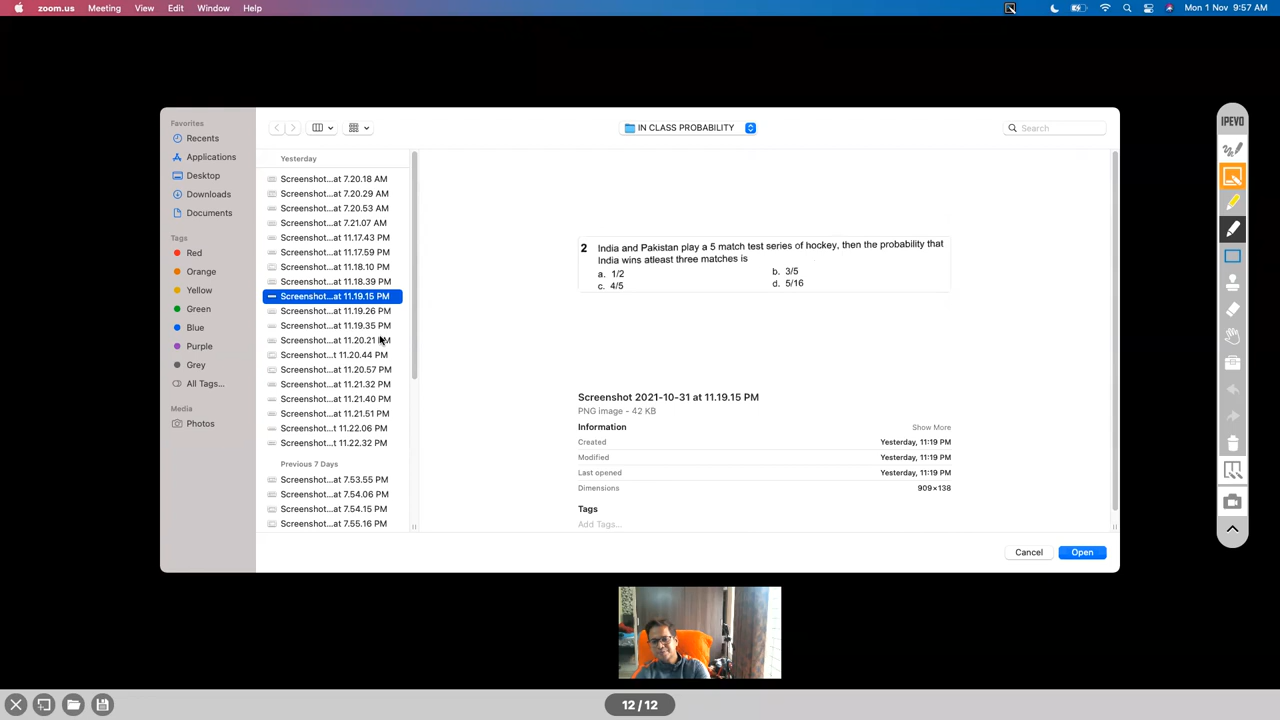 zoom.us Meeting View Edit Window Help Mon 1 Nov 9:57 AM
IN CLASS PROBABILITY
Search
Favorites
Recents
Applications
Desktop
Downloads
Documents
Tags
Red
Orange
Yellow
Green
Blue
Purple
Grey
All Tags...
Media
Photos
Yesterday
Screenshot...at 7.20.18 AM
Screenshot...at 7.20.29 AM
Screenshot...at 7.20.53 AM
Screenshot...at 7.21.07 AM
Screenshot...at 11.17.43 PM
Screenshot...at 11.17.59 PM
Screenshot...at 11.18.10 PM
Screenshot...at 11.18.39 PM
Screenshot...at 11.19.15 PM
Screenshot...at 11.19.26 PM
Screenshot...at 11.19.35 PM
Screenshot...at 11.20.21 PM
Screenshot...t 11.20.44 PM
Screenshot...at 11.20.57 PM
Screenshot...at 11.21.32 PM
Screenshot...at 11.21.40 PM
Screenshot...at 11.21.51 PM
Screenshot...t 11.22.06 PM
Screenshot...t 11.22.32 PM
Previous 7 Days
Screenshot...at 7.53.55 PM
Screenshot...at 7.54.06 PM
Screenshot...at 7.54.15 PM
Screenshot...at 7.55.16 PM
2 India and Pakistan play a 5 match test series of hockey, then the probability that
India wins atleast three matches is
a. 1/2 b. 3/5
c. 4/5 d. 5/16
Screenshot 2021-10-31 at 11.19.15 PM
PNG image - 42 KB
Information Show More
Created Yesterday, 11:19 PM
Modified Yesterday, 11:19 PM
Last opened Yesterday, 11:19 PM
Dimensions 909×138
Tags
Add Tags...
Cancel Open
IPEVO
12 / 12